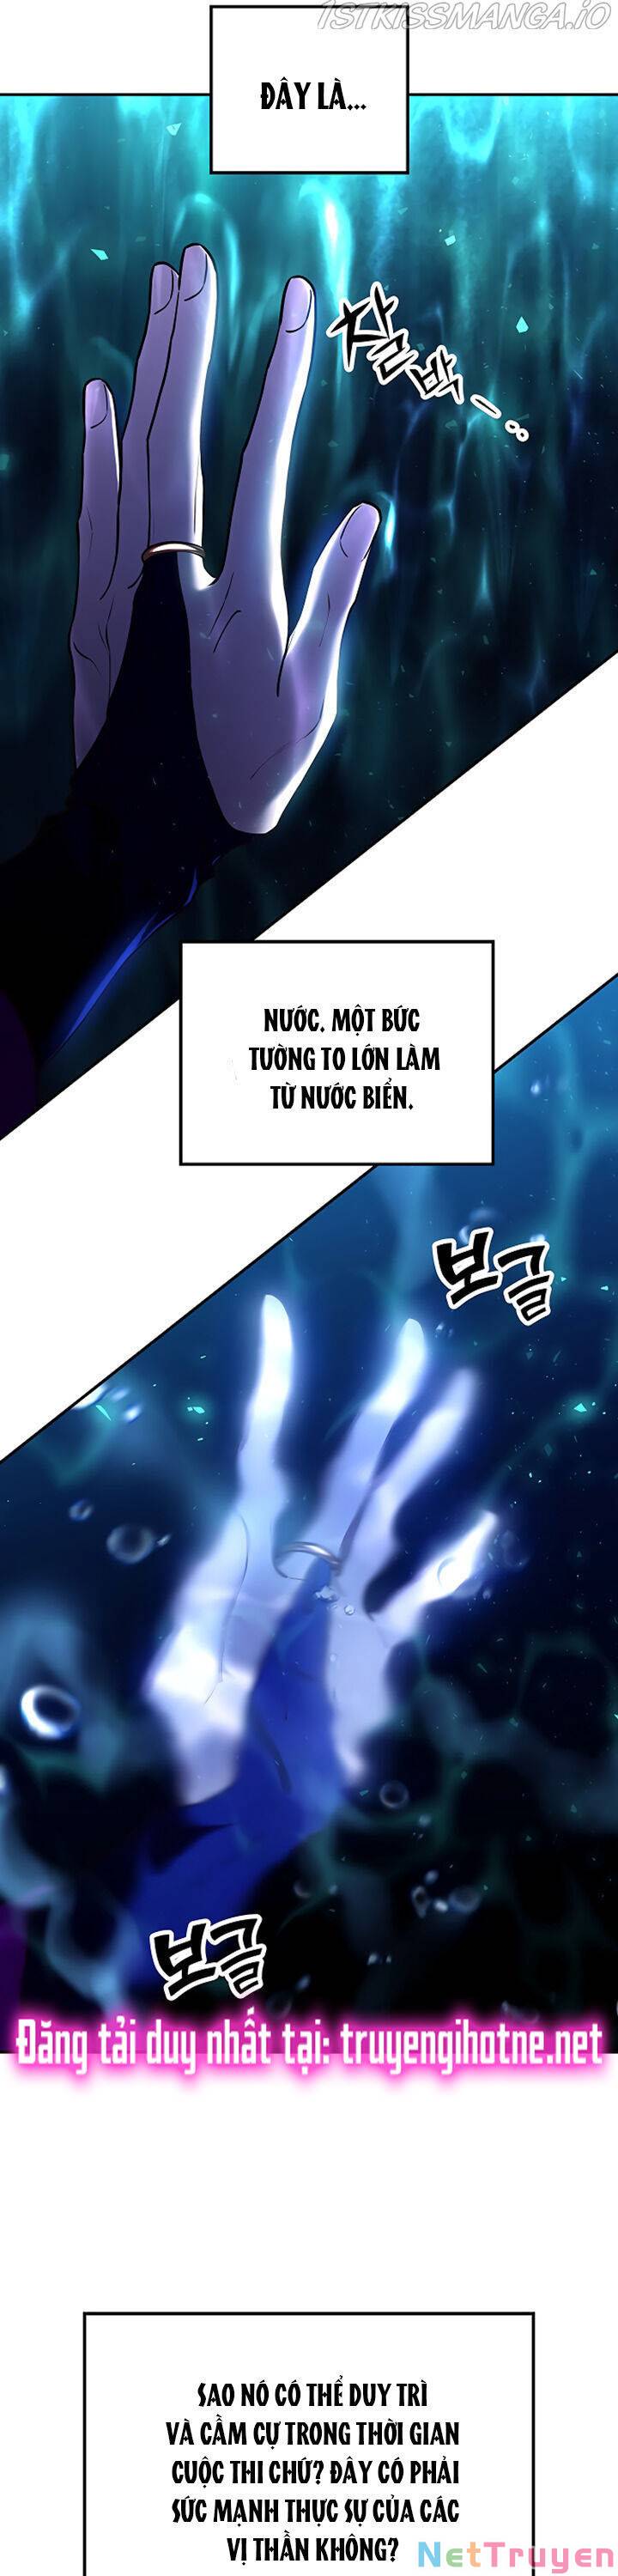 1STKISSMANGA.IO
ĐÂY LÀ...
잘박-..
NƯỚC. MỘT BỨC
TƯỜNG TO LỚN LÀM
TỪ NƯỚC BIỂN.
보글
보글
Đăng tải duy nhất tại: truyengihotne.net
SAO NÓ CÓ THỂ DUY TRÌ
VÀ CẦM CỰ TRONG THỜI GIAN
CUỘC THI CHỨ? ĐÂY CÓ PHẢI
SỨC MẠNH THỰC SỰ CỦA CÁC
VỊ THẦN KHÔNG?
NetTruyen